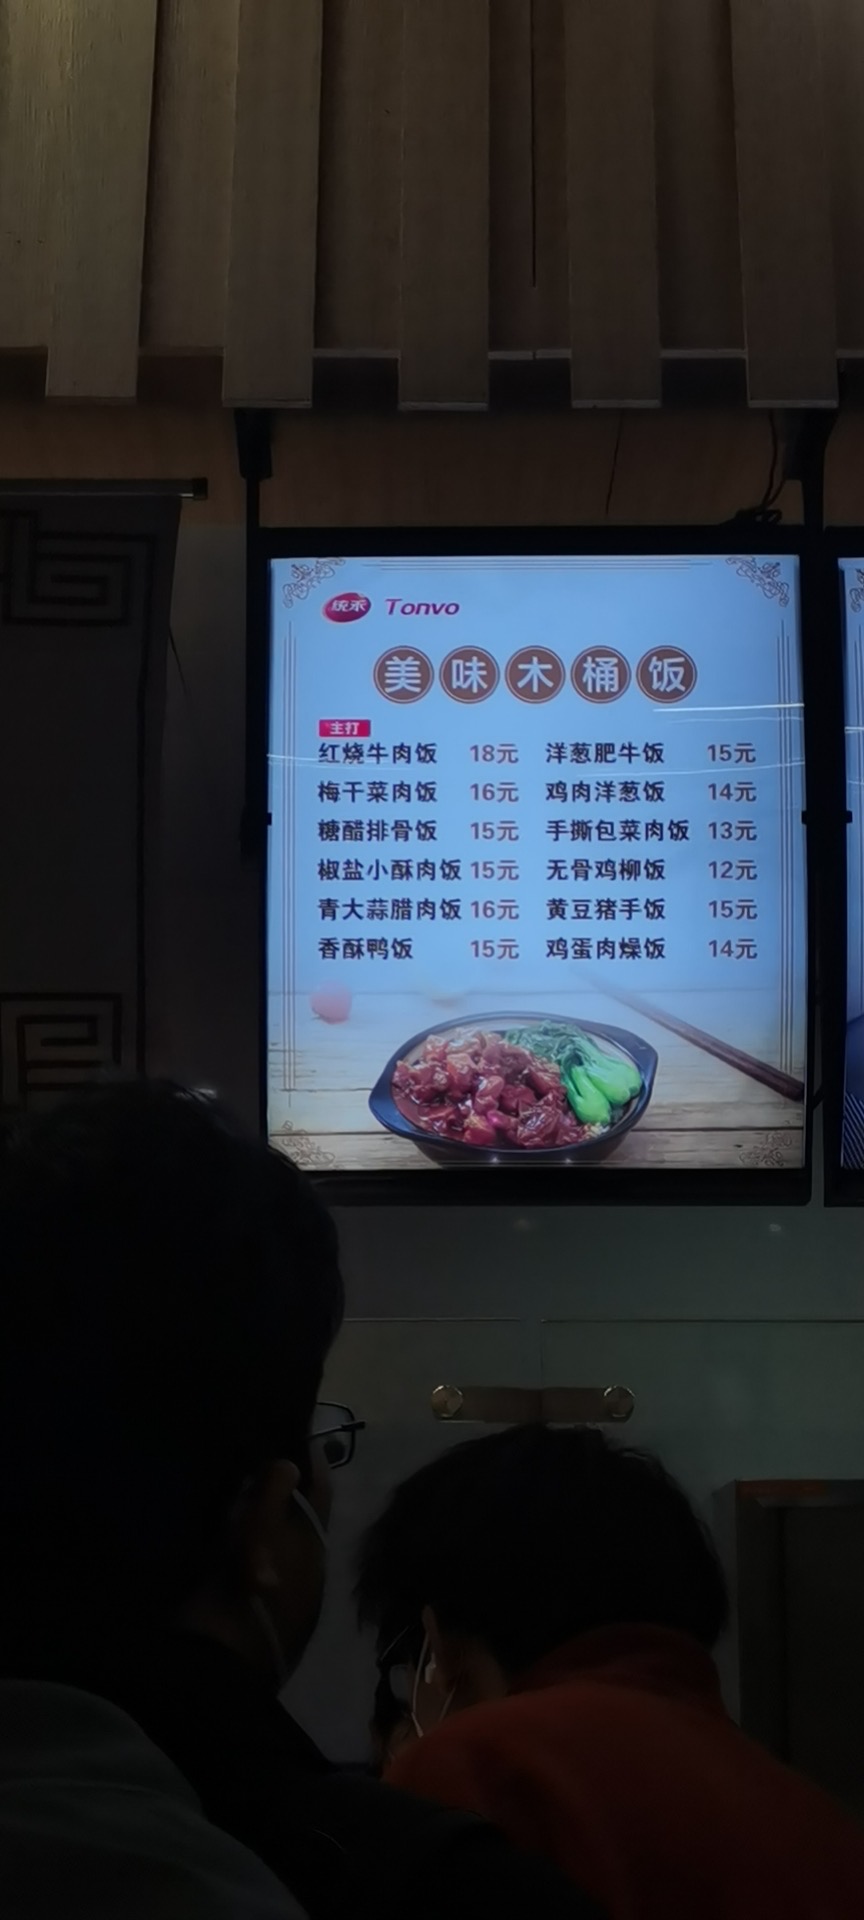 统禾 Tonvo
美味木桶饭
主打
红烧牛肉饭 18元 洋葱肥牛饭 15元
梅干菜肉饭 16元 鸡肉洋葱饭 14元
糖醋排骨饭 15元 手撕包菜肉饭 13元
椒盐小酥肉饭 15元 无骨鸡柳饭 12元
青大蒜腊肉饭 16元 黄豆猪手饭 15元
香酥鸭饭 15元 鸡蛋肉燥饭 14元